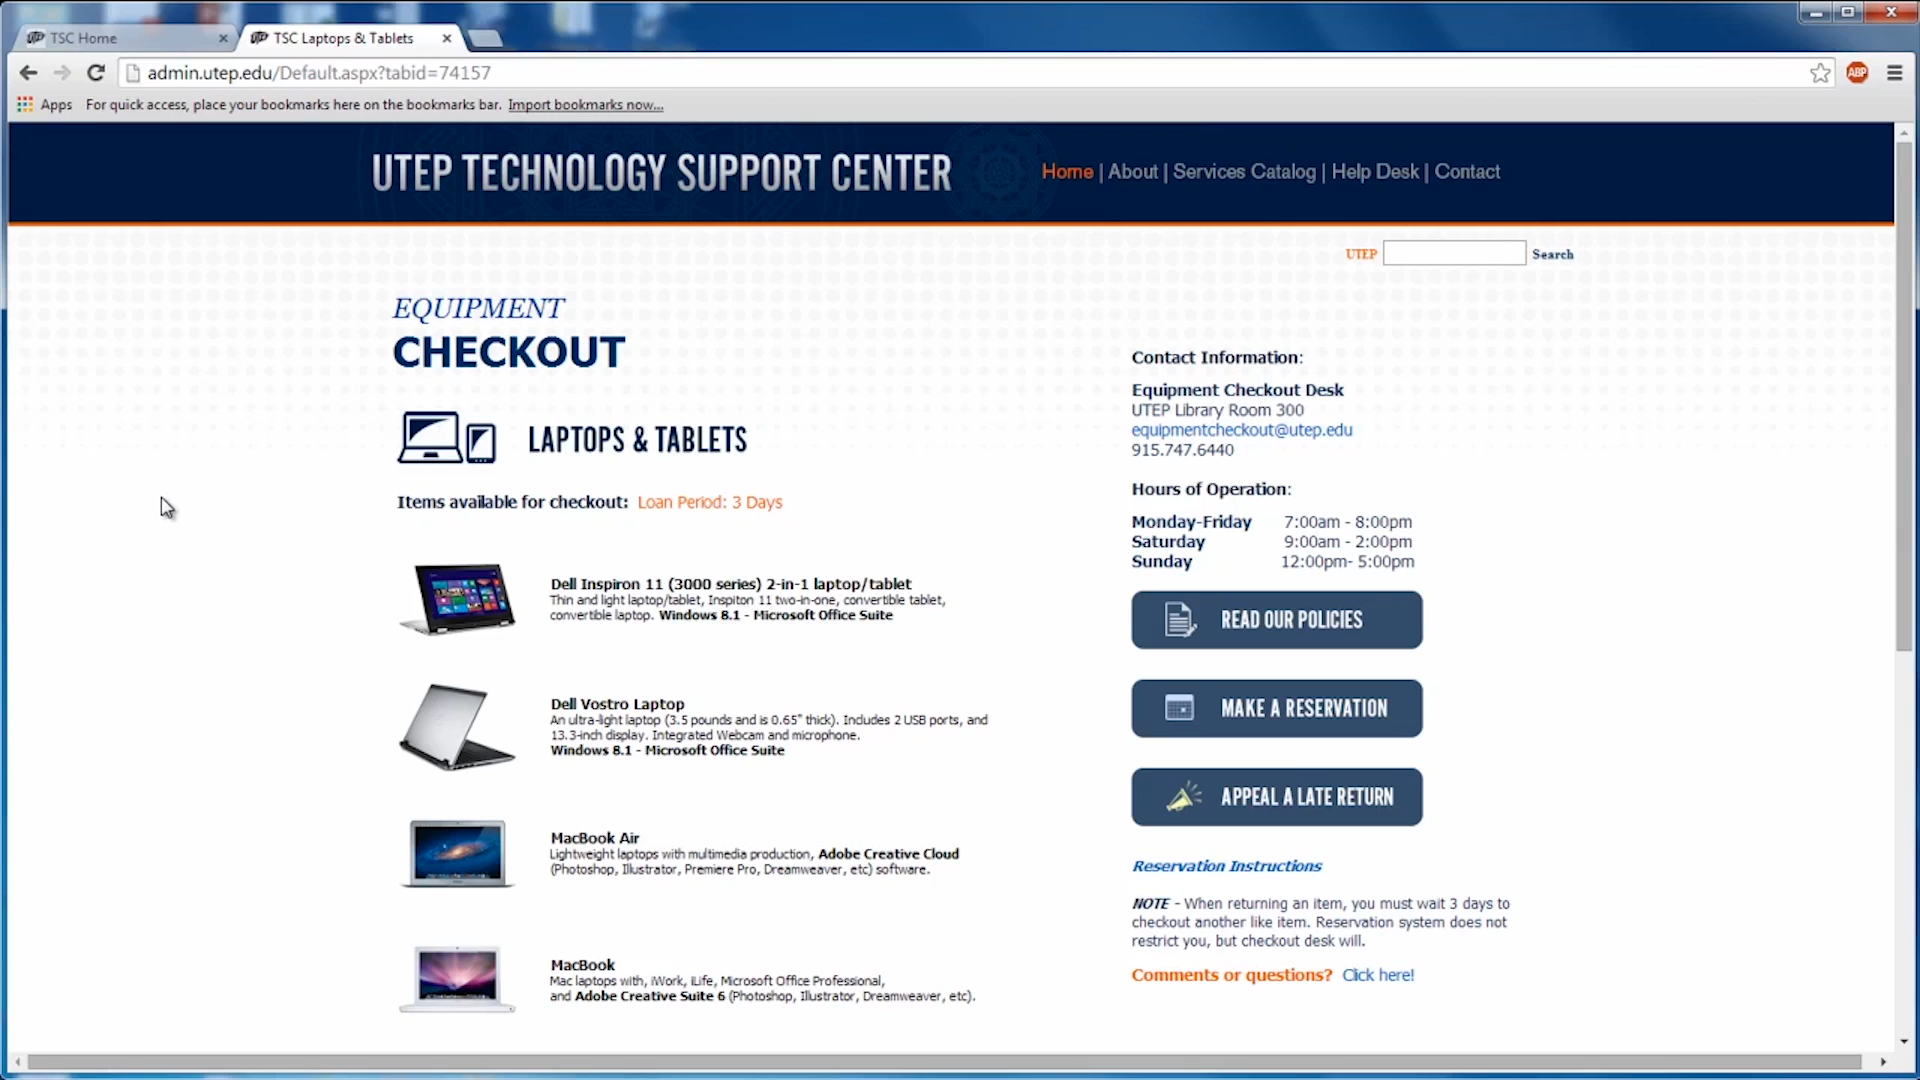 TSC Home
TSC Laptops & Tablets
admin.utep.edu/Default.aspx?tabid=74157
ABP
Apps For quick access, place your bookmarks here on the bookmarks bar. Import bookmarks now...
UTEP TECHNOLOGY SUPPORT CENTER
Home | About | Services Catalog | Help Desk | Contact
UTEP Search
EQUIPMENT
CHECKOUT
LAPTOPS & TABLETS
Items available for checkout: Loan Period: 3 Days
Dell Inspiron 11 (3000 series) 2-in-1 laptop/tablet
Thin and light laptop/tablet, Inspiton 11 two-in-one, convertible tablet,
convertible laptop. Windows 8.1 - Microsoft Office Suite
Dell Vostro Laptop
An ultra-light laptop (3.5 pounds and is 0.65" thick). Includes 2 USB ports, and
13.3-inch display. Integrated Webcam and microphone.
Windows 8.1 - Microsoft Office Suite
MacBook Air
Lightweight laptops with multimedia production, Adobe Creative Cloud
(Photoshop, Illustrator, Premiere Pro, Dreamweaver, etc) software.
MacBook
Mac laptops with, iWork, iLife, Microsoft Office Professional,
and Adobe Creative Suite 6 (Photoshop, Illustrator, Dreamweaver, etc).
Contact Information:
Equipment Checkout Desk
UTEP Library Room 300
equipmentcheckout@utep.edu
915.747.6440
Hours of Operation:
Monday-Friday 7:00am - 8:00pm
Saturday 9:00am - 2:00pm
Sunday 12:00pm- 5:00pm
READ OUR POLICIES
MAKE A RESERVATION
APPEAL A LATE RETURN
Reservation Instructions
NOTE - When returning an item, you must wait 3 days to
checkout another like item. Reservation system does not
restrict you, but checkout desk will.
Comments or questions? Click here!